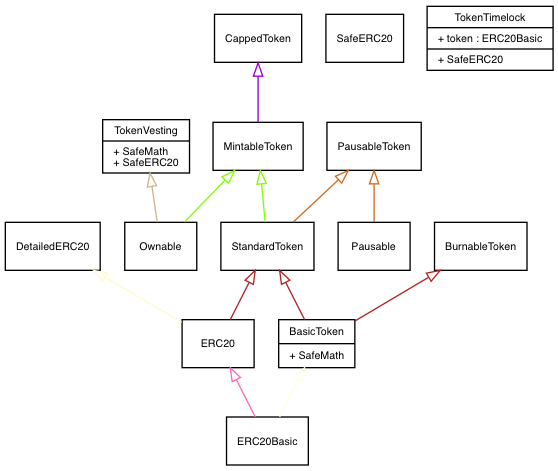 CappedToken
SafeERC20
TokenTimelock
+ token : ERC20Basic
+ SafeERC20
TokenVesting
+ SafeMath
+ SafeERC20
MintableToken
PausableToken
DetailedERC20
Ownable
StandardToken
Pausable
BurnableToken
ERC20
BasicToken
+ SafeMath
ERC20Basic